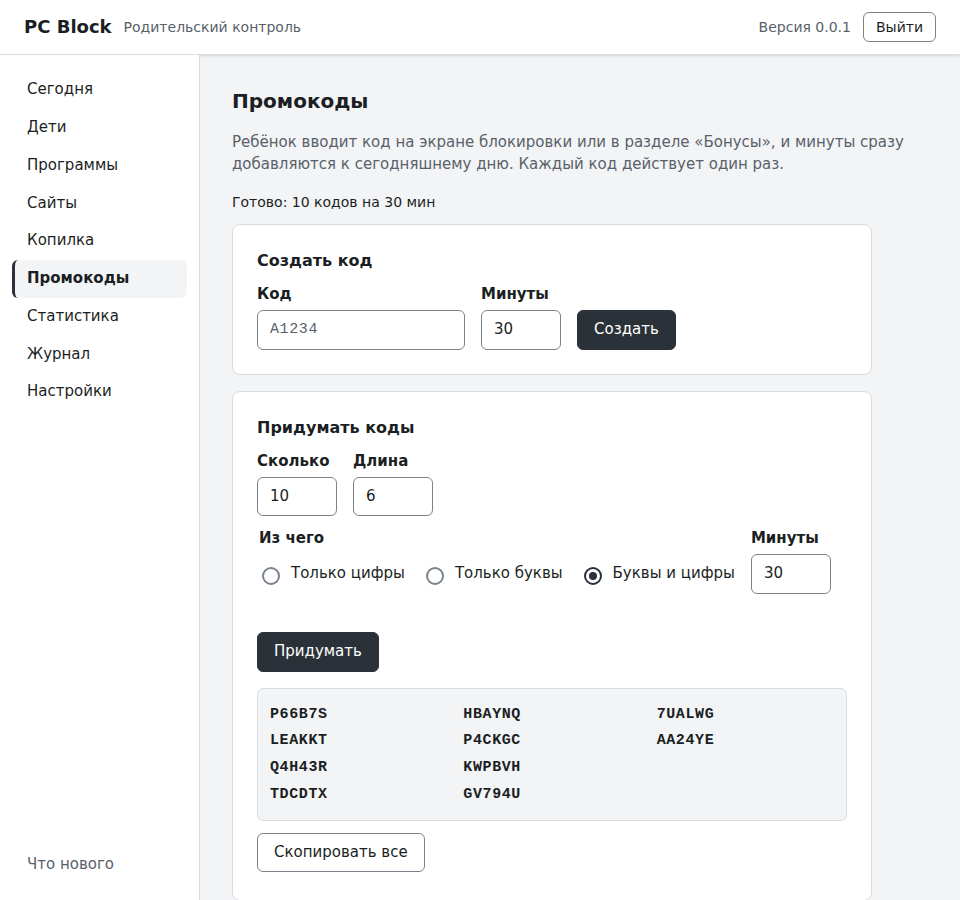 PC Block Родительский контроль
Версия 0.0.1 Выйти
Сегодня
Дети
Программы
Сайты
Копилка
Промокоды
Статистика
Журнал
Настройки
Что нового
Промокоды
Ребёнок вводит код на экране блокировки или в разделе «Бонусы», и минуты сразу
добавляются к сегодняшнему дню. Каждый код действует один раз.
Готово: 10 кодов на 30 мин
Создать код
Код Минуты
A1234 30 Создать
Придумать коды
Сколько Длина
10 6
Из чего Минуты
Только цифры Только буквы Буквы и цифры 30
Придумать
P66B7S HBAYNQ 7UALWG
LEAKKT P4CKGC AA24YE
Q4H43R KWPBVH
TDCDTX GV794U
Скопировать все